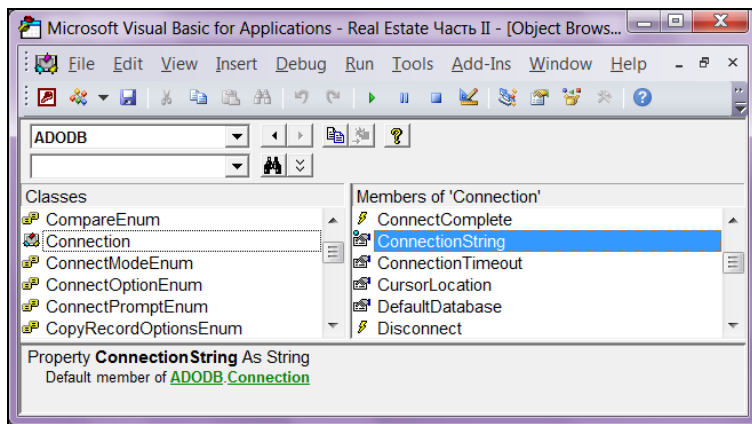 Microsoft Visual Basic for Applications - Real Estate Часть II - [Object Brows...
File Edit View Insert Debug Run Tools Add-Ins Window Help
ADODB
Classes
Members of 'Connection'
CompareEnum
Connection
ConnectModeEnum
ConnectOptionEnum
ConnectPromptEnum
CopyRecordOptionsEnum
ConnectComplete
ConnectionString
ConnectionTimeout
CursorLocation
DefaultDatabase
Disconnect
Property ConnectionString As String
Default member of ADODB.Connection